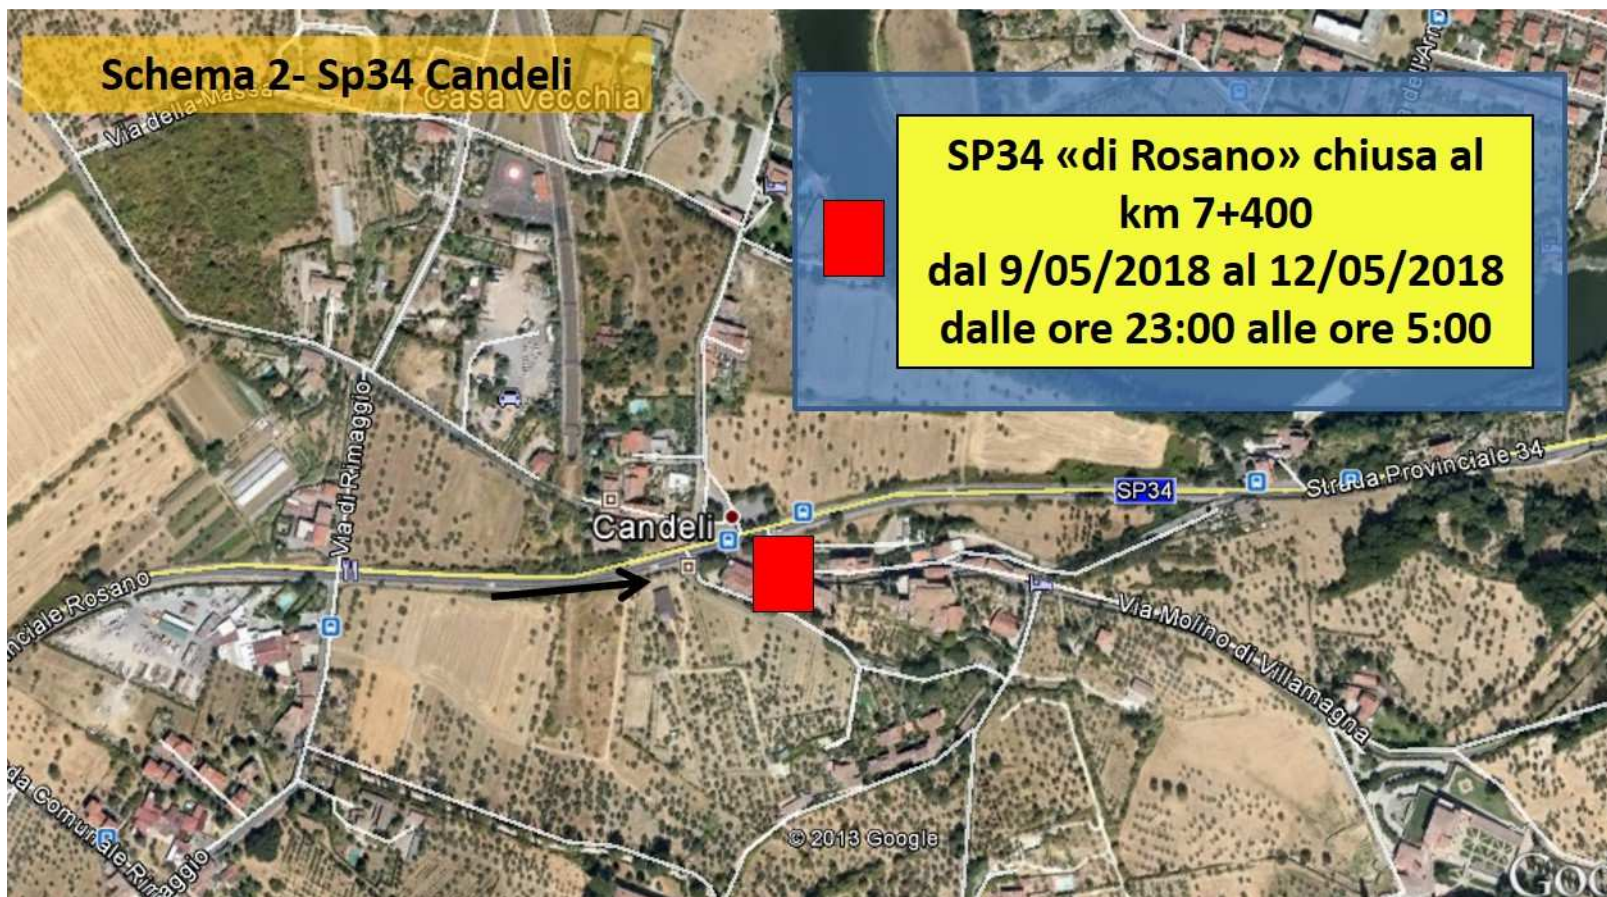 Schema 2- Sp34 Candeli
Casa Vecchia
Via della Massa
SP34 «di Rosano» chiusa al
km 7+400
dal 9/05/2018 al 12/05/2018
dalle ore 23:00 alle ore 5:00
Via di Rimaggio
SP34
Strada Provinciale 34
Candeli
Rosano
Via Molino di Villamagna
Comunale
© 2013 Google